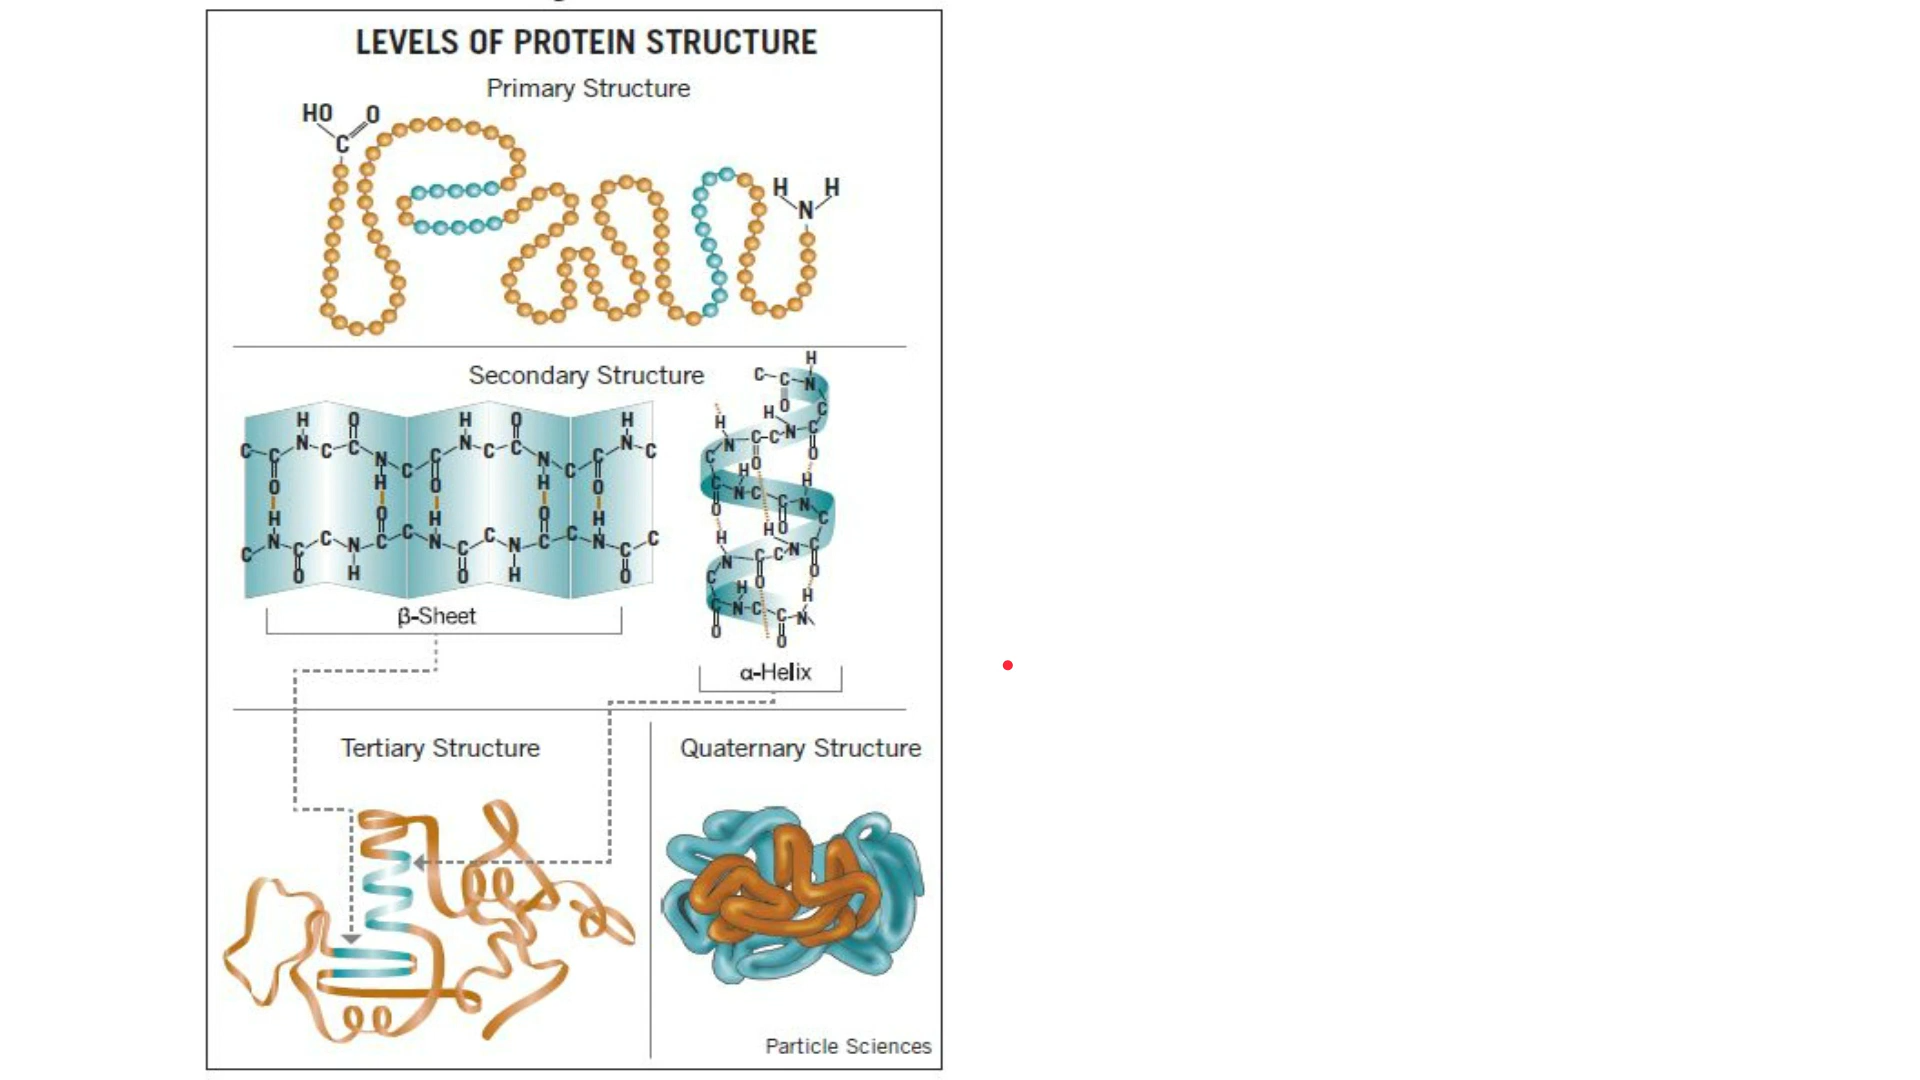 LEVELS OF PROTEIN STRUCTURE
Primary Structure
HO O
C
H H
N
Secondary Structure
H O H O H
C C N C C N C C N C C N C C N C
O H O H O
H O H O H
C N C C N C C N C C N C C N C C
O H O H O
β-Sheet
H
C C N
O C
H
H N C
N C C O
C O
H H
C N C C N
O O C
H H
N C C N C
C O O
H H
C N C C N
O O
α-Helix
Tertiary Structure
Quaternary Structure
Particle Sciences